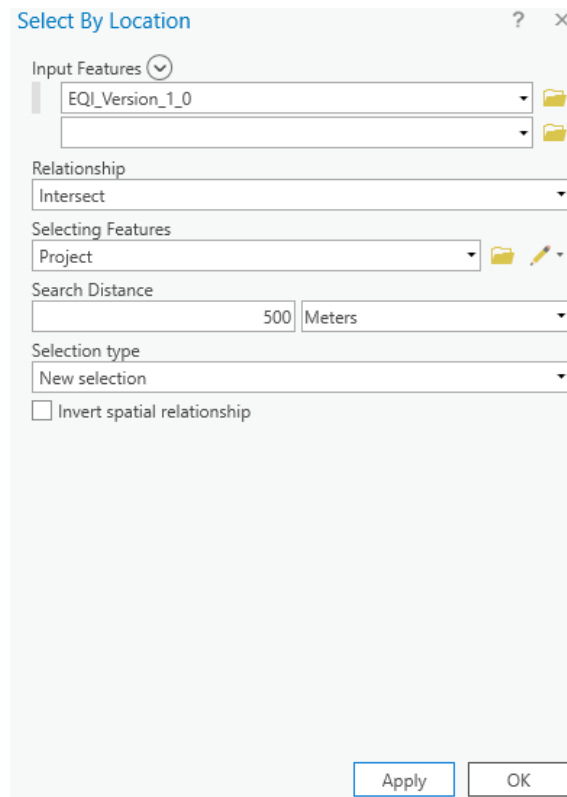 Select By Location ? ×
Input Features
EQI_Version_1_0
Relationship
Intersect
Selecting Features
Project
Search Distance
500 Meters
Selection type
New selection
Invert spatial relationship
Apply OK